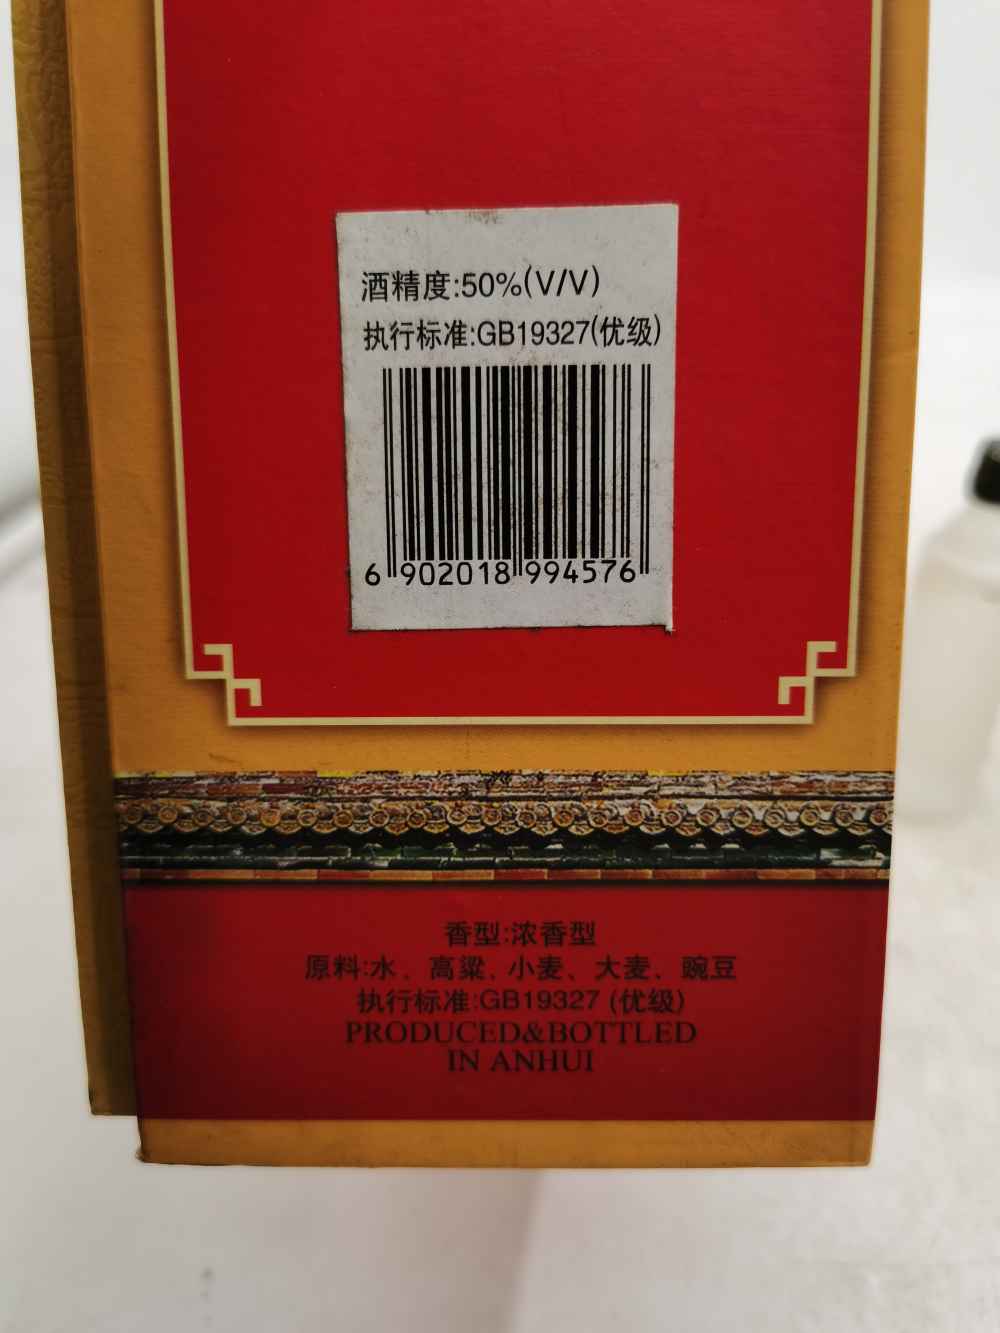 酒精度:50%(V/V)
执行标准:GB19327(优级)
6 902018 994576
香型:浓香型
原料:水、高粱、小麦、大麦、豌豆
执行标准:GB19327 (优级)
PRODUCED&BOTTLED
IN ANHUI